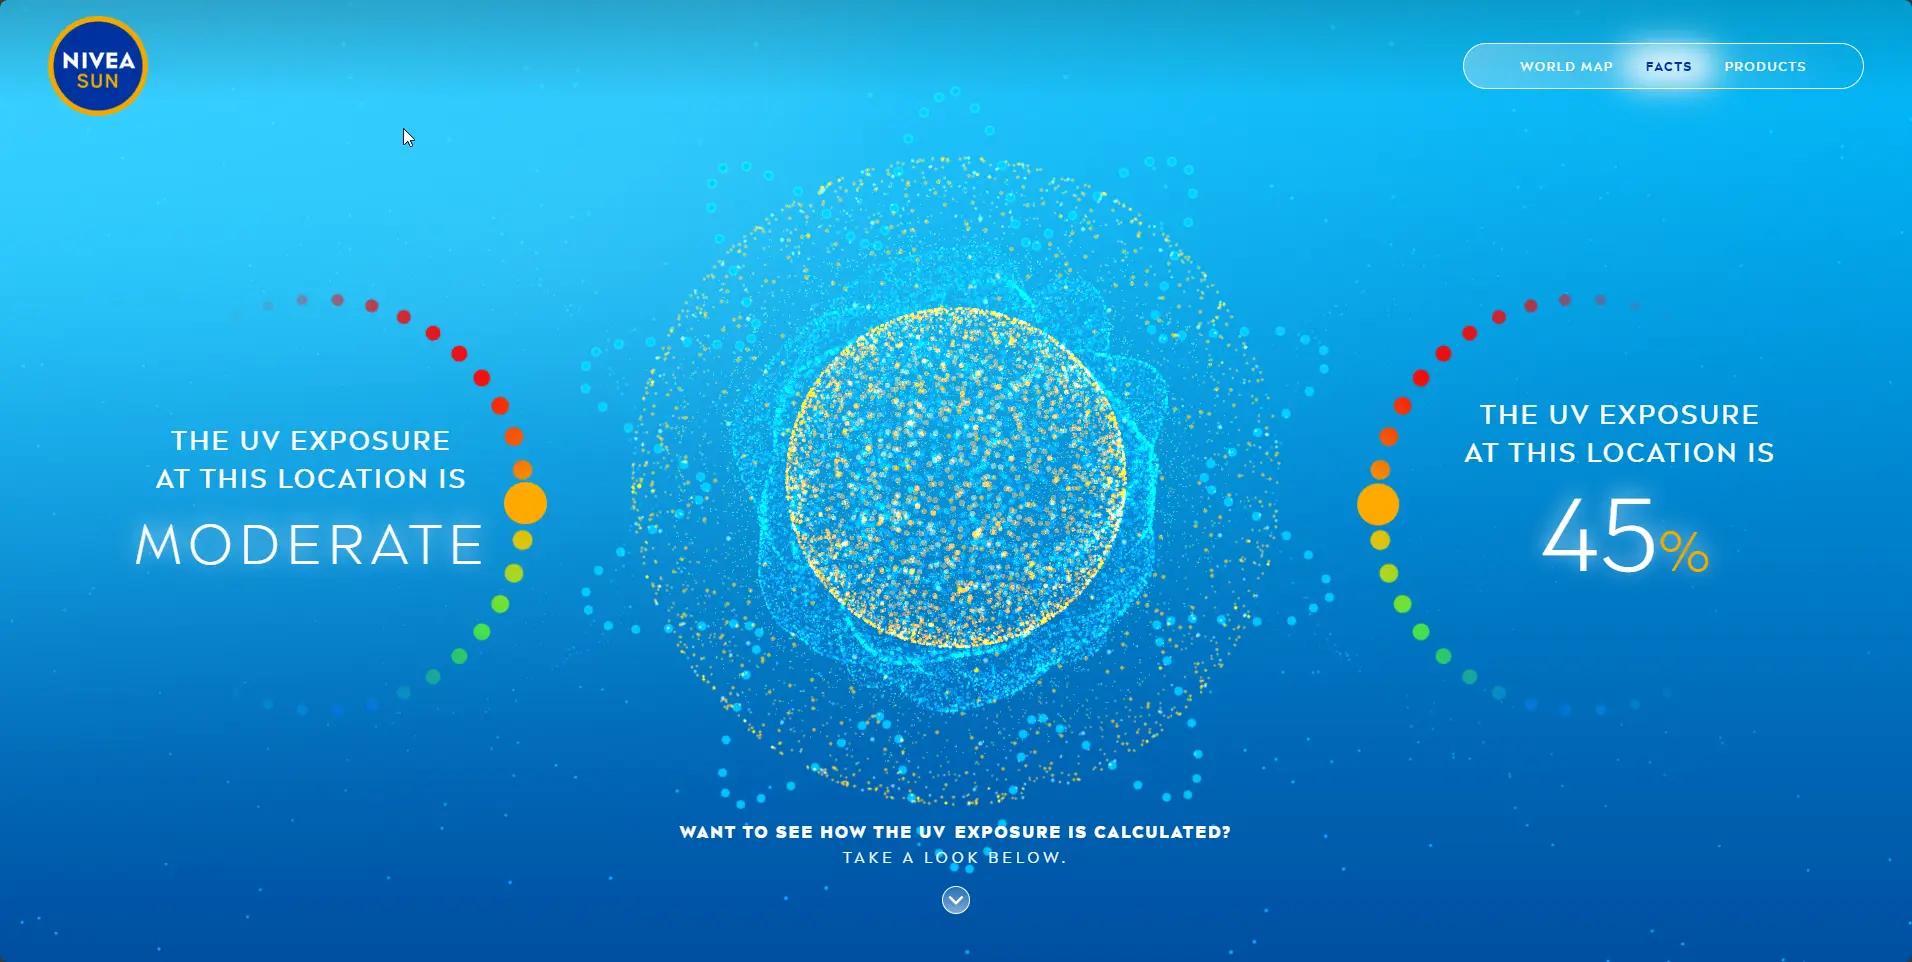 NIVEA
SUN
WORLD MAP
FACTS
PRODUCTS
THE UV EXPOSURE
AT THIS LOCATION IS
MODERATE
THE UV EXPOSURE
AT THIS LOCATION IS
45%
WANT TO SEE HOW THE UV EXPOSURE IS CALCULATED?
TAKE A LOOK BELOW.